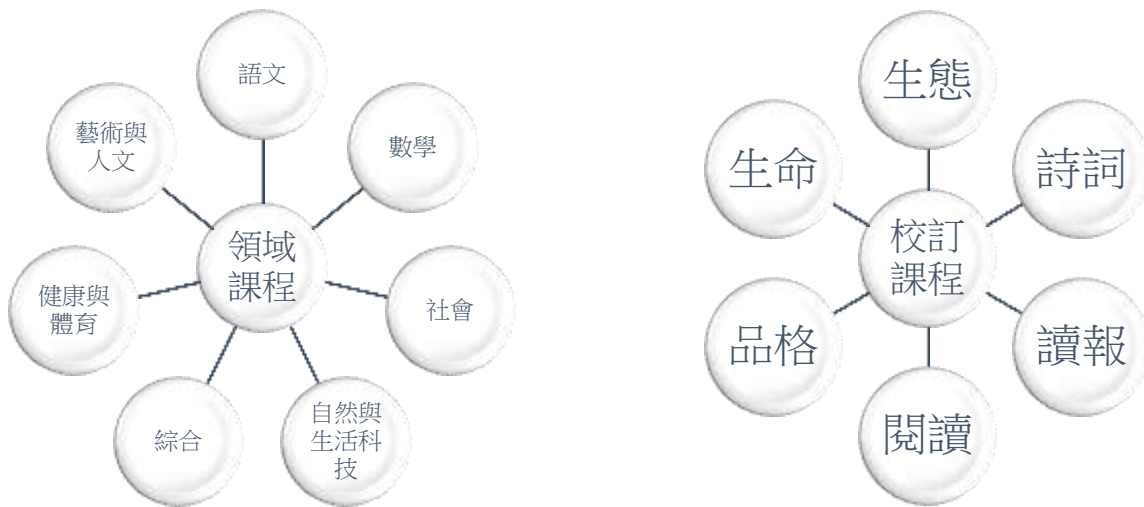 語文
數學
社會
自然與
生活科
技
綜合
健康與
體育
藝術與
人文
領域
課程
生態
詩詞
讀報
閱讀
品格
生命
校訂
課程